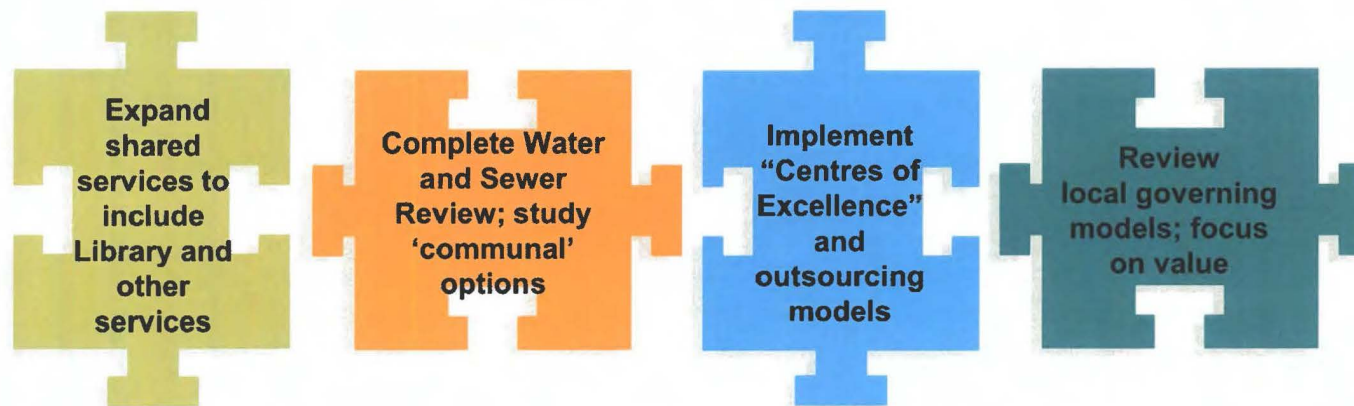 Expand
shared
services to
include
Library and
other
services
Complete Water
and Sewer
Review; study
‘communal’
options
Implement
“Centres of
Excellence”
and
outsourcing
models
Review
local governing
models; focus
on value